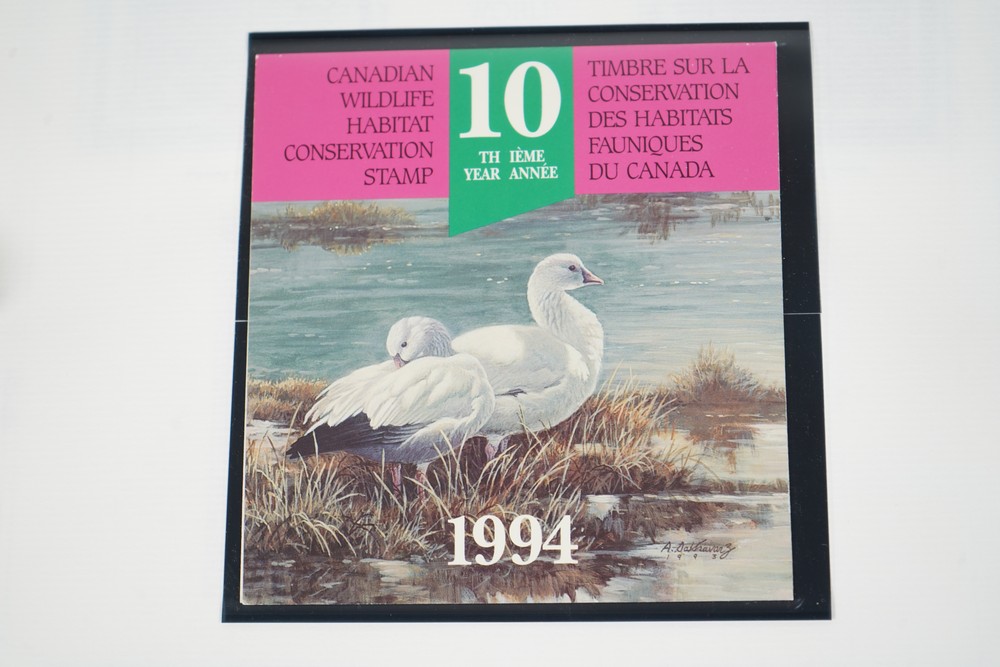 CANADIAN
WILDLIFE
HABITAT
CONSERVATION
STAMP
10
TH IÈME
YEAR ANNÉE
TIMBRE SUR LA
CONSERVATION
DES HABITATS
FAUNIQUES
DU CANADA
1994